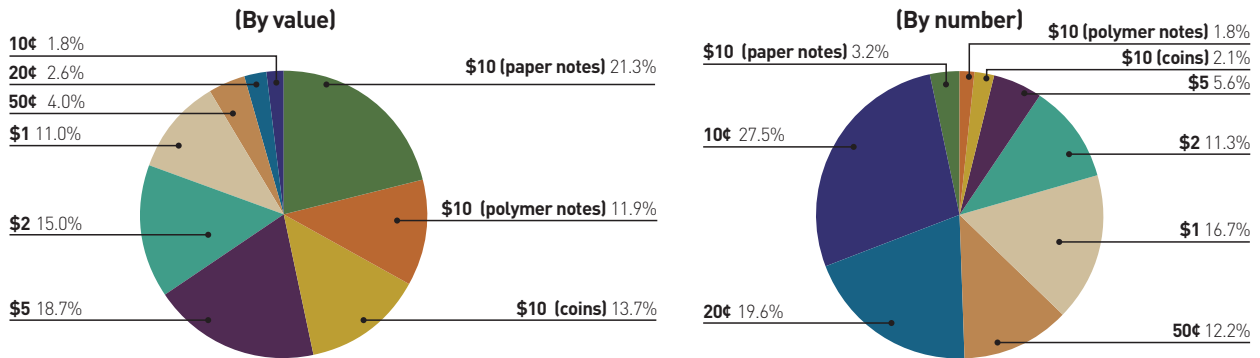 (By value)
10¢ 1.8%
20¢ 2.6%
50¢ 4.0%
$1 11.0%
$2 15.0%
$5 18.7%
$10 (paper notes) 21.3%
$10 (polymer notes) 11.9%
$10 (coins) 13.7%
(By number)
$10 (paper notes) 3.2%
10¢ 27.5%
20¢ 19.6%
$10 (polymer notes) 1.8%
$10 (coins) 2.1%
$5 5.6%
$2 11.3%
$1 16.7%
50¢ 12.2%